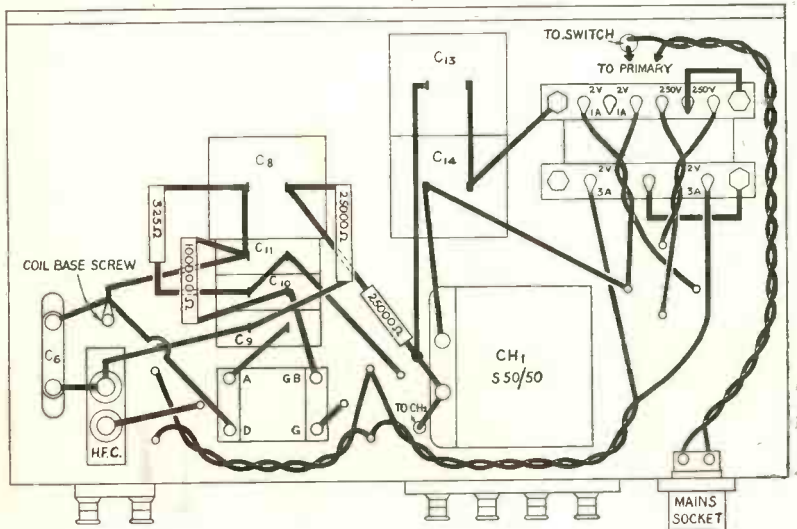 TO SWITCH
TO PRIMARY
C13
2V
1A
2V
1A
250V
250V
C14
C8
2V
3A
2V
3A
325Ω
25000Ω
C11
COIL BASE SCREW
C10
25000Ω
C6
C9
CH1
S50/50
A
GB
TO CH2
D
G
H.F.C.
MAINS
SOCKET